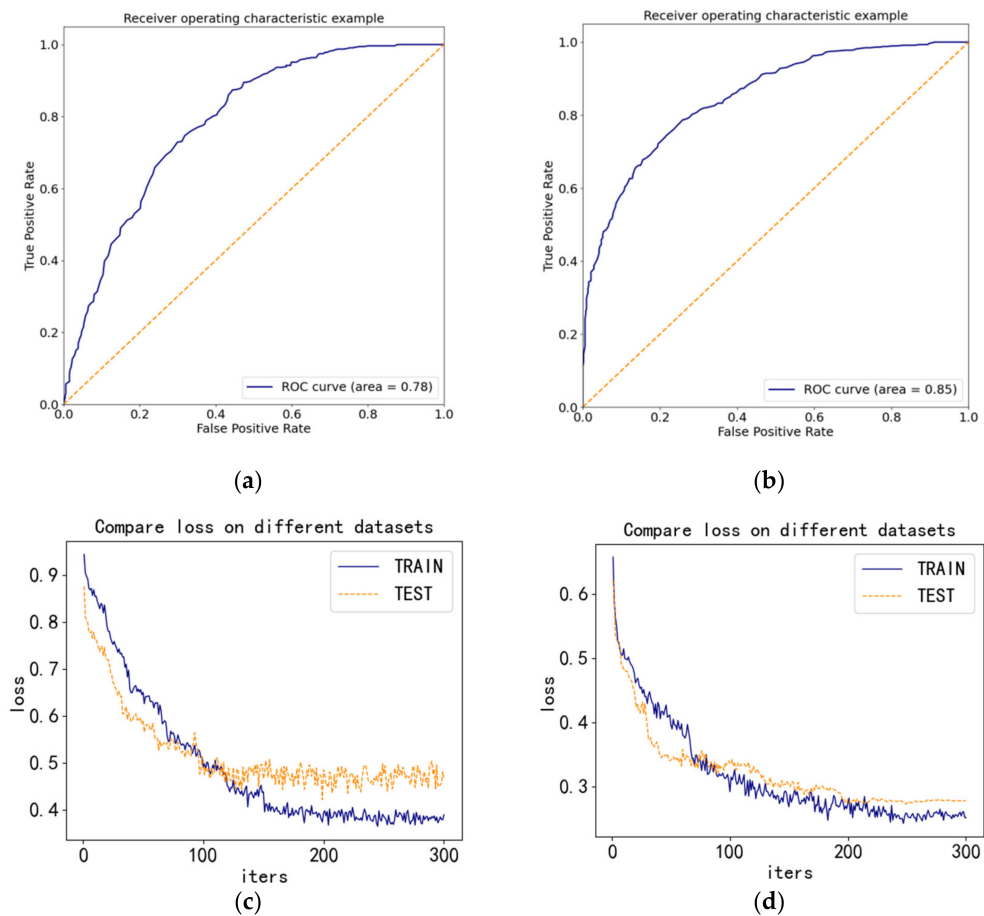 Receiver operating characteristic example
1.0
0.8
0.6
0.4
0.2
0.0
True Positive Rate
ROC curve (area = 0.78)
0.0 0.2 0.4 0.6 0.8 1.0
False Positive Rate
(a)
Receiver operating characteristic example
1.0
0.8
0.6
0.4
0.2
0.0
True Positive Rate
ROC curve (area = 0.85)
0.0 0.2 0.4 0.6 0.8 1.0
False Positive Rate
(b)
Compare loss on different datasets
0.9
0.8
0.7
0.6
0.5
0.4
loss
TRAIN
TEST
0 100 200 300
iters
(c)
Compare loss on different datasets
0.6
0.5
0.4
0.3
loss
TRAIN
TEST
0 100 200 300
iters
(d)